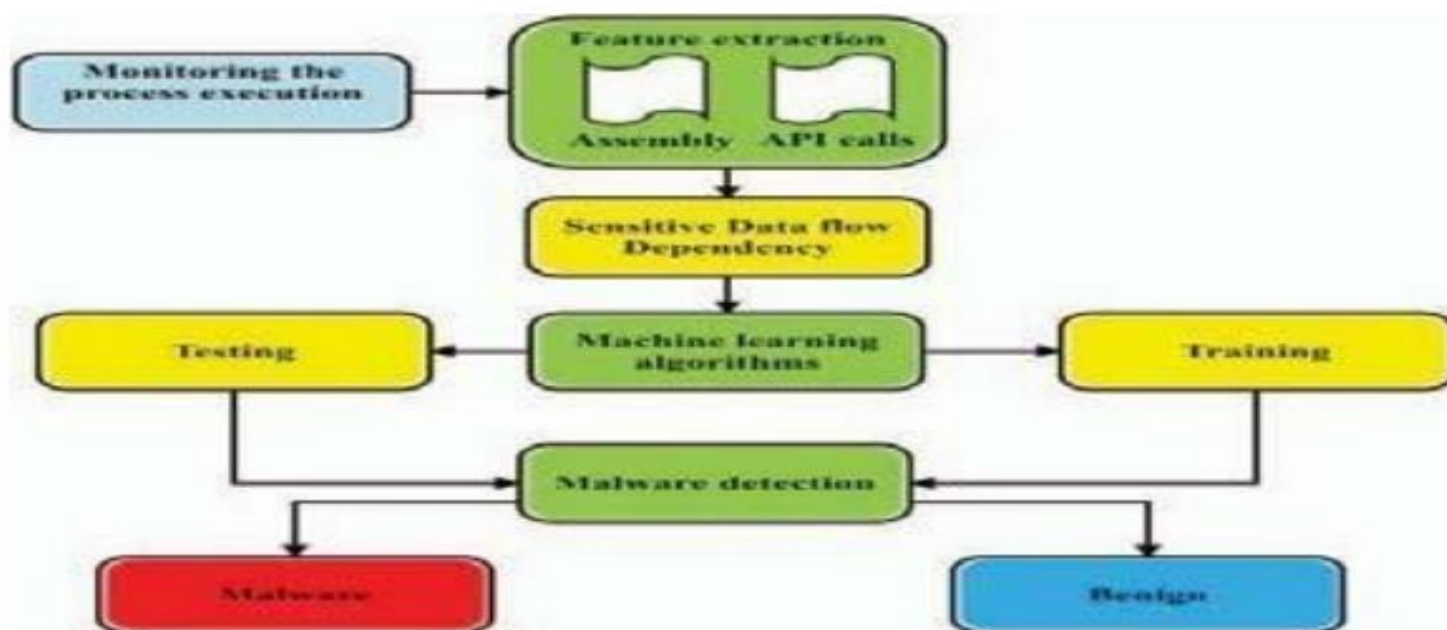 Feature extraction
Monitoring the
process execution
Assembly API calls
Sensitive Data flow
Dependency
Testing
Machine learning
algorithms
Training
Malware detection
Malware
Benign